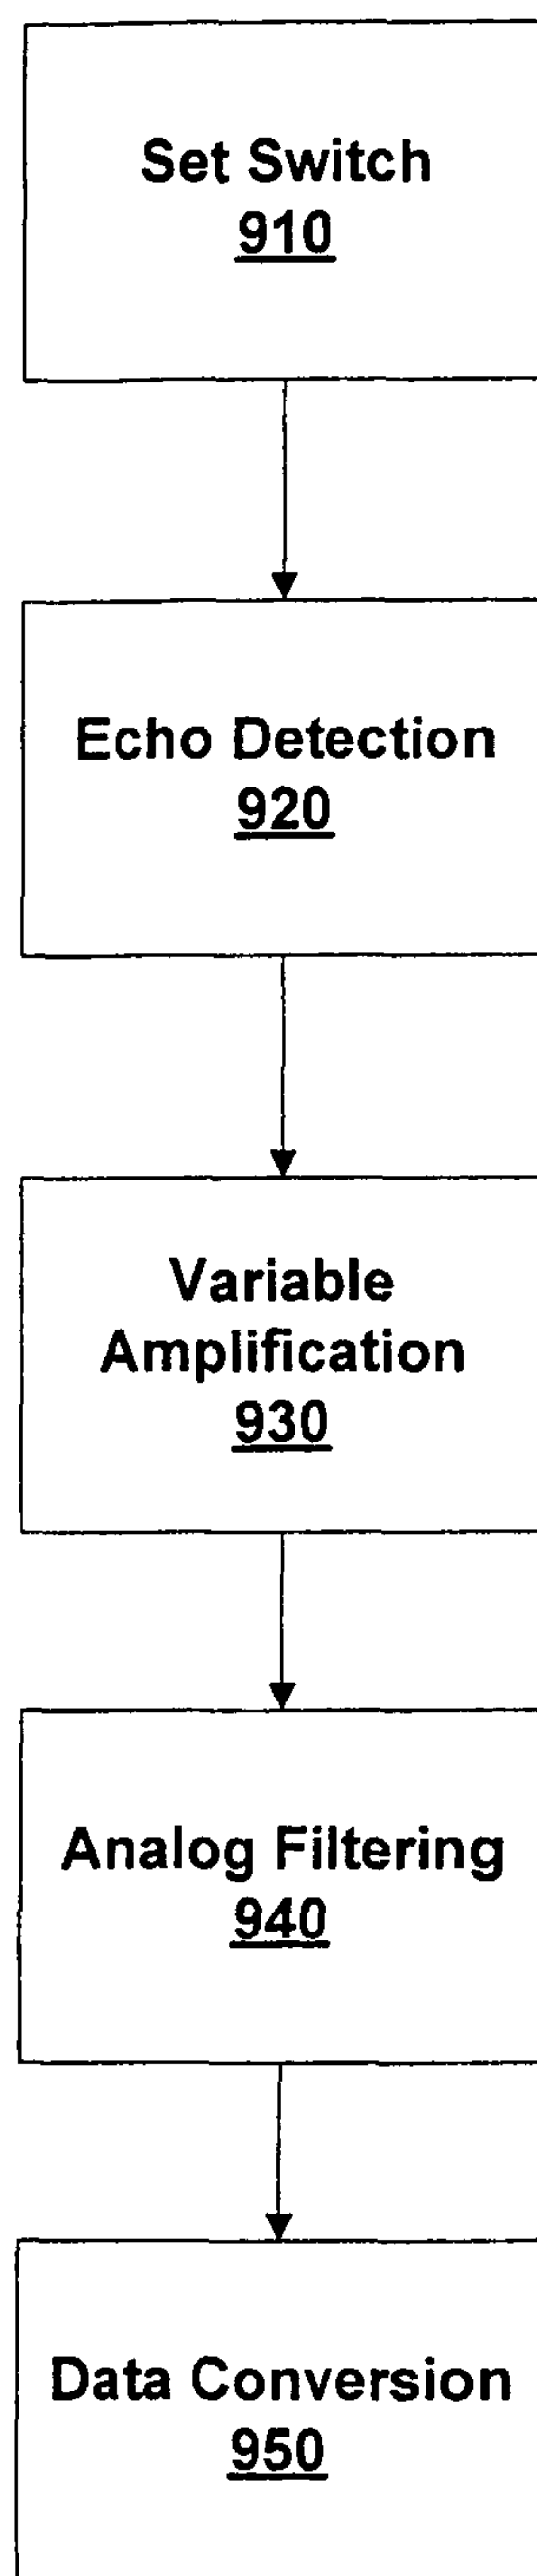 Set Switch
910
Echo Detection
920
Variable
Amplification
930
Analog Filtering
940
Data Conversion
950